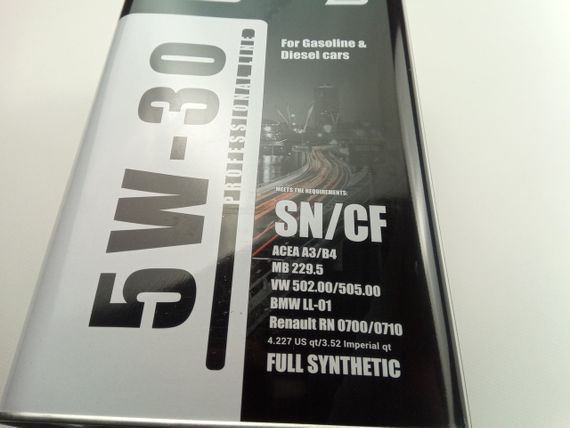 5W-30
PROFESSIONAL LINE
For Gasoline &
Diesel cars
MEETS THE REQUIREMENTS:
SN/CF
ACEA A3/B4
MB 229.5
VW 502.00/505.00
BMW LL-01
Renault RN 0700/0710
4.227 US qt/3.52 Imperial qt
FULL SYNTHETIC